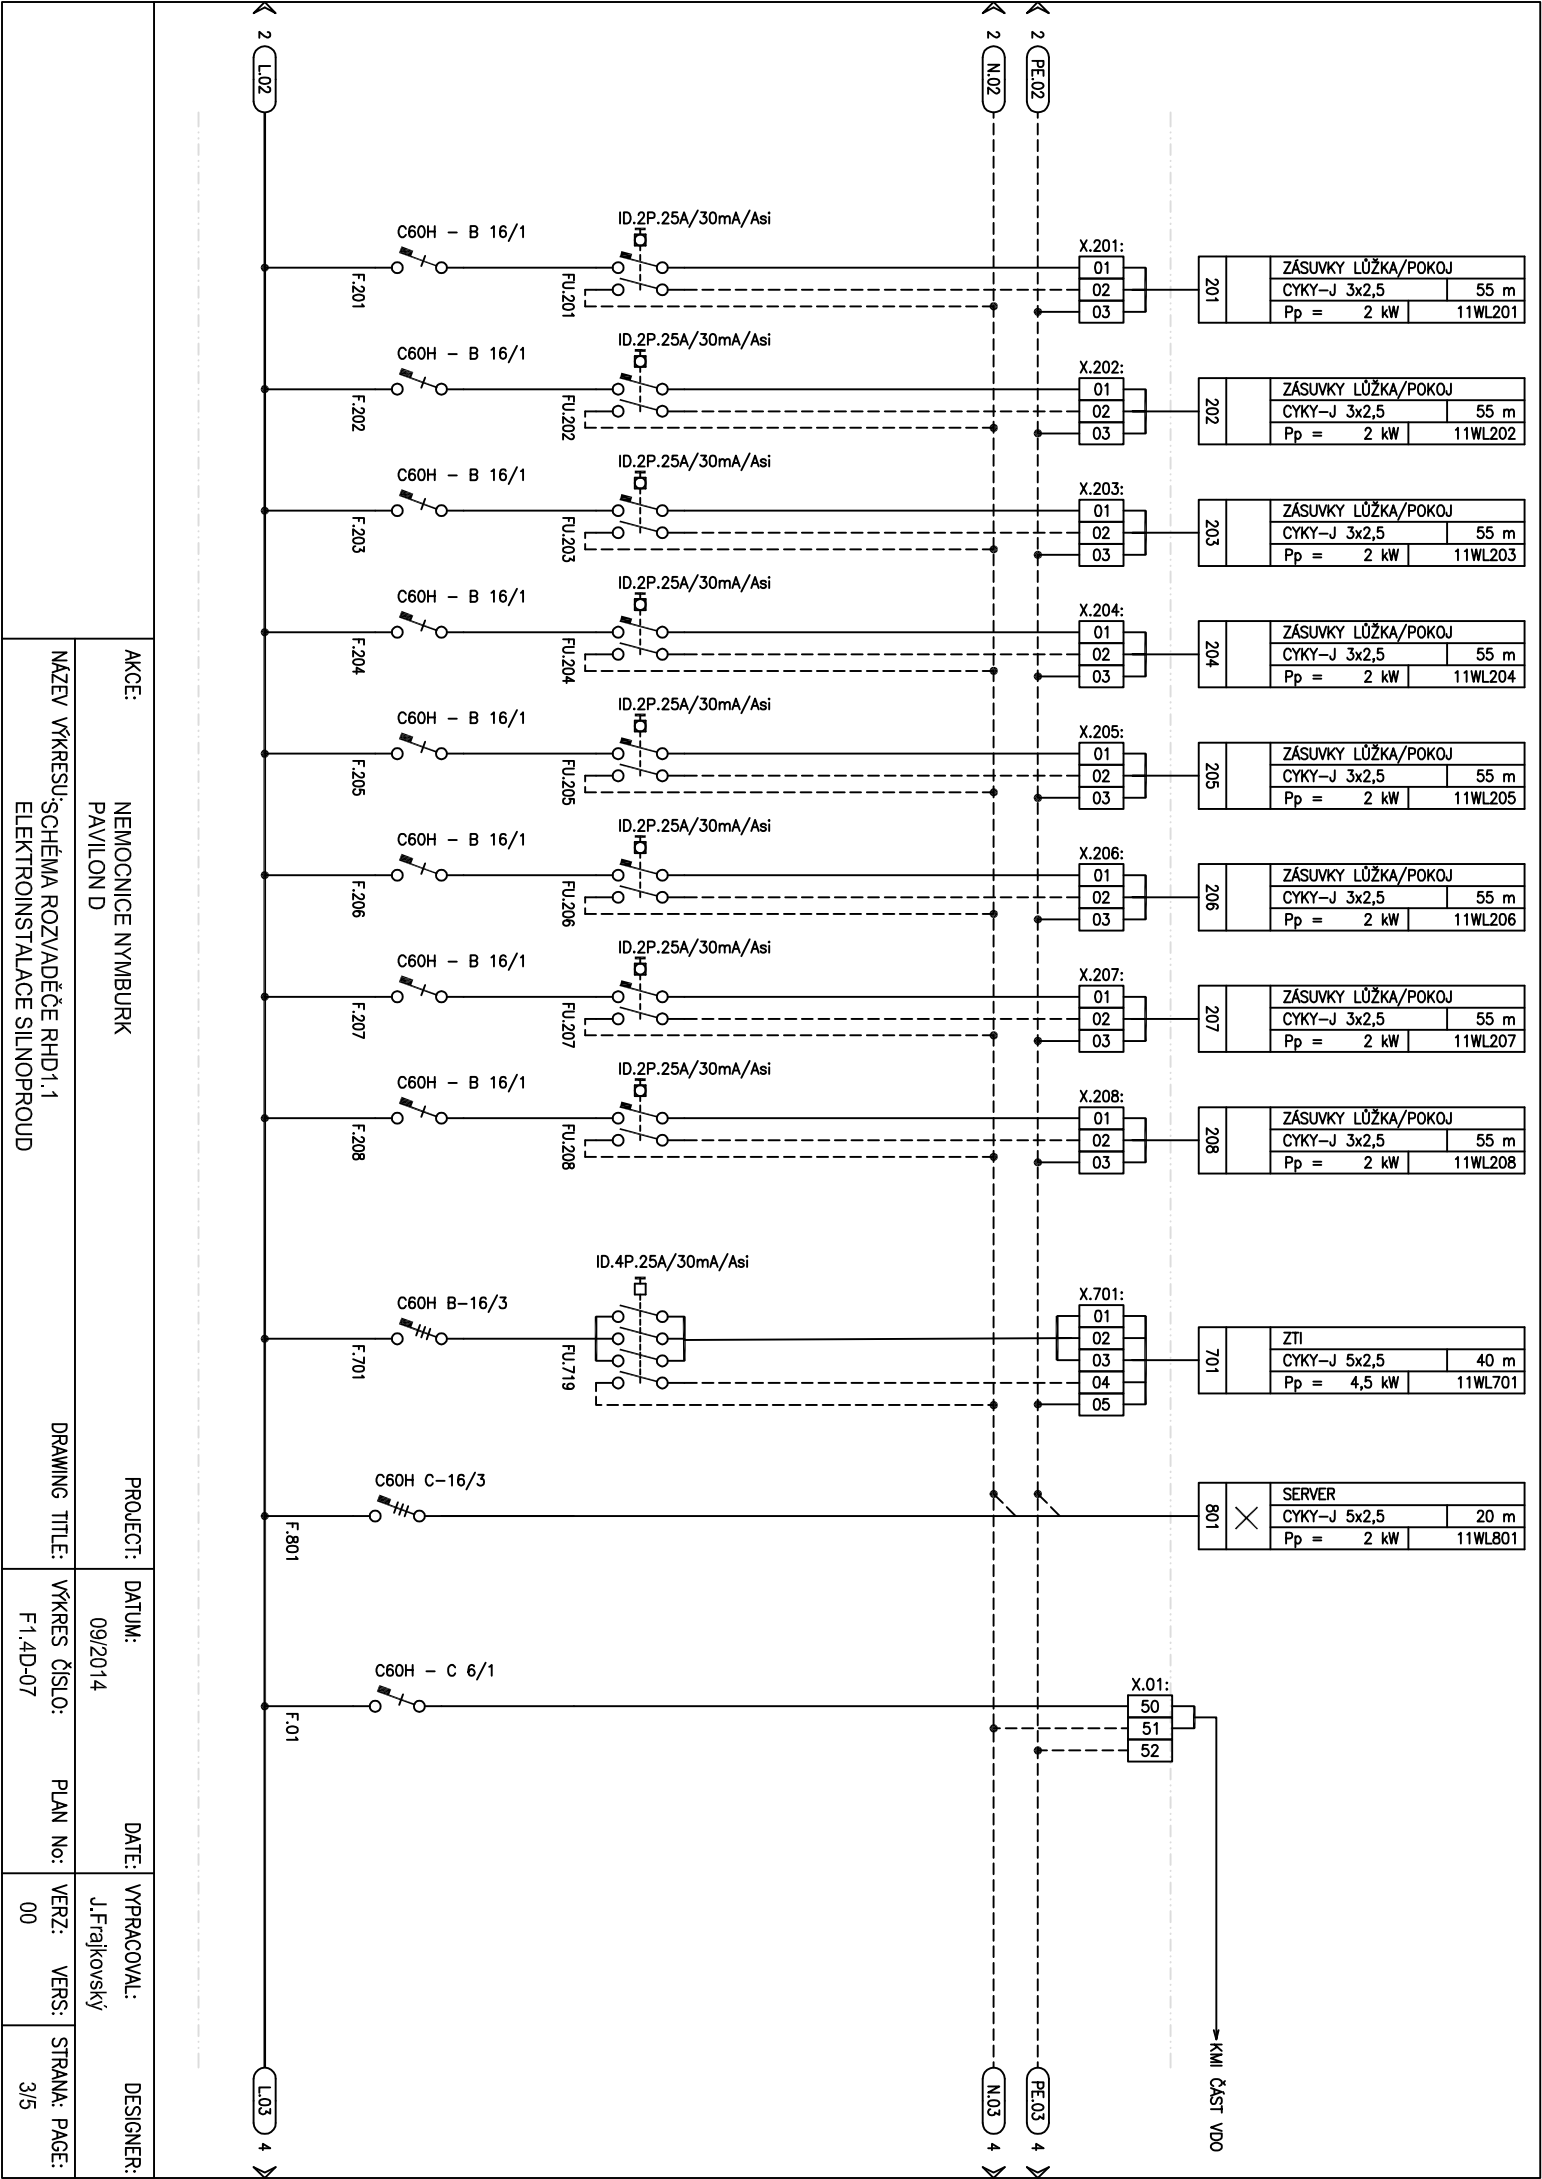 2
L.02
2
N.02
2
PE.02
C60H - B 16/1
F.201
ID.2P.25A/30mA/Asi
FU.201
X.201:
01
02
03
201
ZÁSUVKY LŮŽKA/POKOJ
CYKY-J 3x2,5 55 m
Pp = 2 kW 11WL201
C60H - B 16/1
F.202
ID.2P.25A/30mA/Asi
FU.202
X.202:
01
02
03
202
ZÁSUVKY LŮŽKA/POKOJ
CYKY-J 3x2,5 55 m
Pp = 2 kW 11WL202
C60H - B 16/1
F.203
ID.2P.25A/30mA/Asi
FU.203
X.203:
01
02
03
203
ZÁSUVKY LŮŽKA/POKOJ
CYKY-J 3x2,5 55 m
Pp = 2 kW 11WL203
C60H - B 16/1
F.204
ID.2P.25A/30mA/Asi
FU.204
X.204:
01
02
03
204
ZÁSUVKY LŮŽKA/POKOJ
CYKY-J 3x2,5 55 m
Pp = 2 kW 11WL204
C60H - B 16/1
F.205
ID.2P.25A/30mA/Asi
FU.205
X.205:
01
02
03
205
ZÁSUVKY LŮŽKA/POKOJ
CYKY-J 3x2,5 55 m
Pp = 2 kW 11WL205
C60H - B 16/1
F.206
ID.2P.25A/30mA/Asi
FU.206
X.206:
01
02
03
206
ZÁSUVKY LŮŽKA/POKOJ
CYKY-J 3x2,5 55 m
Pp = 2 kW 11WL206
C60H - B 16/1
F.207
ID.2P.25A/30mA/Asi
FU.207
X.207:
01
02
03
207
ZÁSUVKY LŮŽKA/POKOJ
CYKY-J 3x2,5 55 m
Pp = 2 kW 11WL207
C60H - B 16/1
F.208
ID.2P.25A/30mA/Asi
FU.208
X.208:
01
02
03
208
ZÁSUVKY LŮŽKA/POKOJ
CYKY-J 3x2,5 55 m
Pp = 2 kW 11WL208
C60H B-16/3
F.701
ID.4P.25A/30mA/Asi
FU.719
X.701:
01
02
03
04
05
701
ZTI
CYKY-J 5x2,5 40 m
Pp = 4,5 kW 11WL701
C60H C-16/3
F.801
801
SERVER
CYKY-J 5x2,5 20 m
Pp = 2 kW 11WL801
C60H - C 6/1
F.01
X.01:
50
51
52
KMI ČÁST VDO
L.03
4
N.03
4
PE.03
4
AKCE: PROJECT:
NEMOCNICE NYMBURK
PAVILON D
NÁZEV VÝKRESU: DRAWING TITLE:
SCHÉMA ROZVADĚČE RHD1.1
ELEKTROINSTALACE SILNOPROUD
DATUM: DATE:
09/2014
VÝKRES ČÍSLO: PLAN No:
F1.4D-07
VYPRACOVAL: DESIGNER:
J.Frajkovský
VERZ: VERS:
00
STRANA: PAGE:
3/5